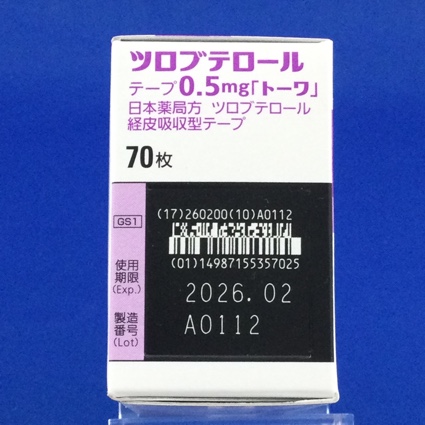 ツロブテロール
テープ0.5mg「トーワ」
日本薬局方 ツロブテロール
経皮吸収型テープ
70枚
(17)260200(10)A0112
GS1
(01)14987155357025
使用
期限
(Exp.)
2026.02
製造
番号
(Lot)
A0112